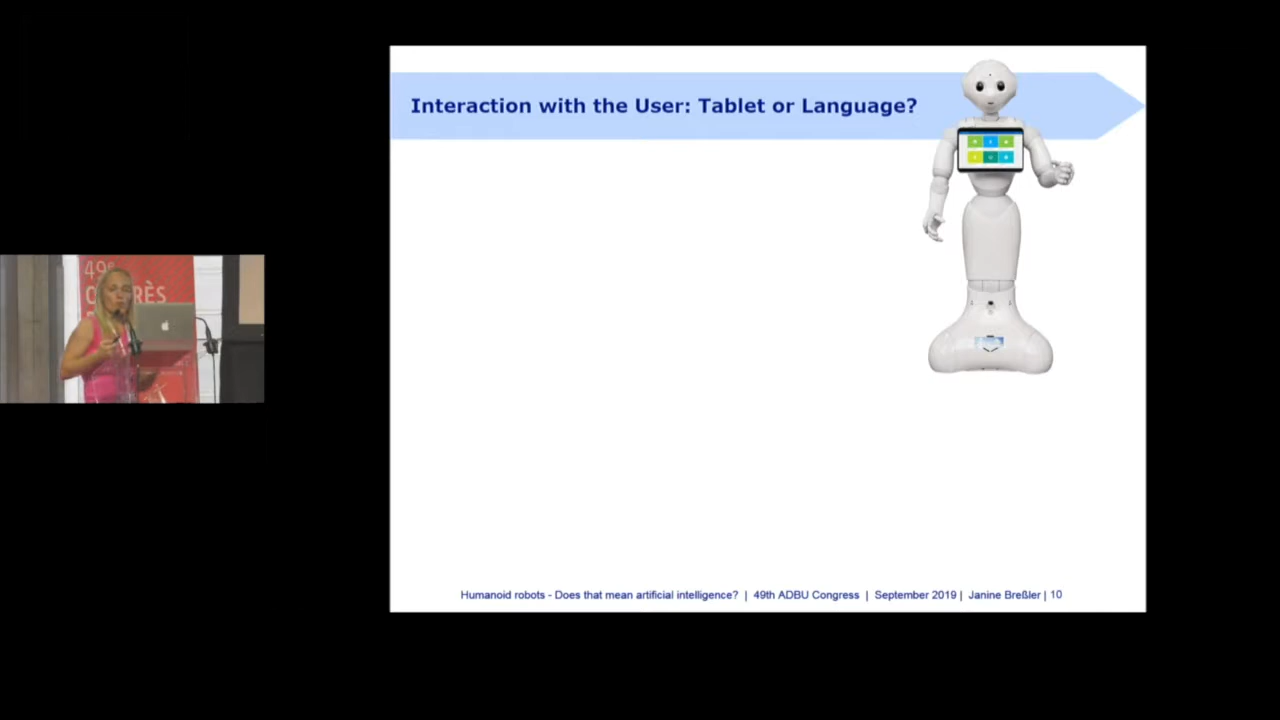 Interaction with the User: Tablet or Language?
49e
Humanoid robots - Does that mean artificial intelligence? | 49th ADBU Congress | September 2019 | Janine Breßler | 10